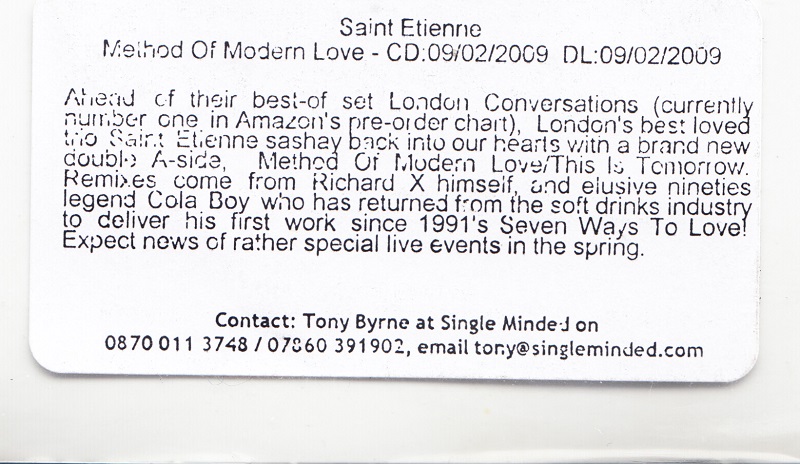 Saint Etienne
Method Of Modern Love - CD:09/02/2009 DL:09/02/2009
Ahead of their best-of set London Conversations (currently
number one in Amazon's pre-order chart), London's best loved
trio Saint Etienne sashay back into our hearts with a brand new
double A-side, Method Of Modern Love/This Is Tomorrow.
Remixes come from Richard X himself, and elusive nineties
legend Cola Boy who has returned from the soft drinks industry
to deliver his first work since 1991's Seven Ways To Love!
Expect news of rather special live events in the spring.
Contact: Tony Byrne at Single Minded on
0870 011 3748 / 07860 391902, email tony@singleminded.com